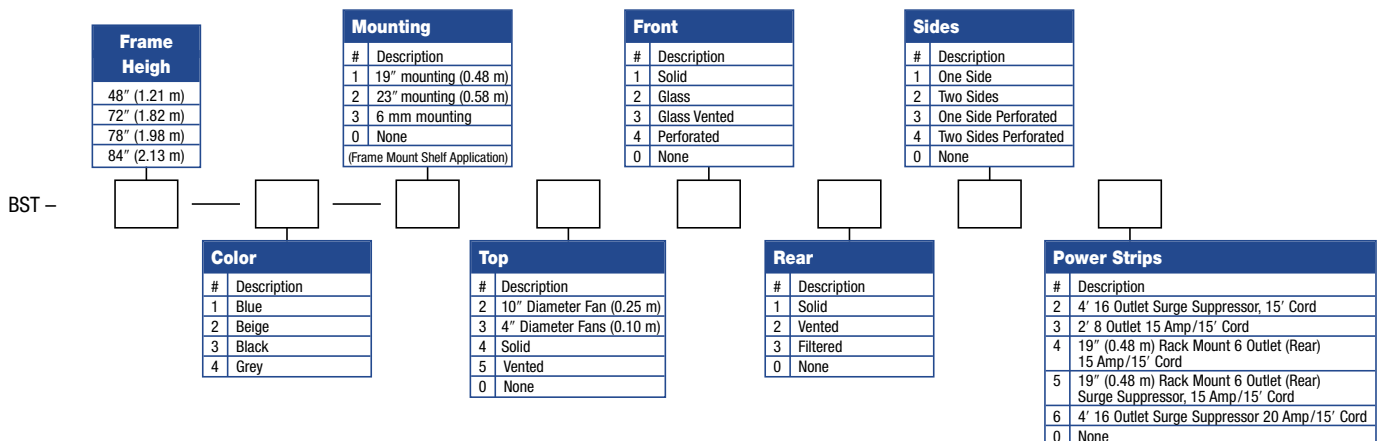 Frame
Heigh
48″ (1.21 m)
72″ (1.82 m)
78″ (1.98 m)
84″ (2.13 m)
Mounting
# Description
1 19″ mounting (0.48 m)
2 23″ mounting (0.58 m)
3 6 mm mounting
0 None
(Frame Mount Shelf Application)
Front
# Description
1 Solid
2 Glass
3 Glass Vented
4 Perforated
0 None
Sides
# Description
1 One Side
2 Two Sides
3 One Side Perforated
4 Two Sides Perforated
0 None
BST –
Color
# Description
1 Blue
2 Beige
3 Black
4 Grey
Top
# Description
2 10″ Diameter Fan (0.25 m)
3 4″ Diameter Fans (0.10 m)
4 Solid
5 Vented
0 None
Rear
# Description
1 Solid
2 Vented
3 Filtered
0 None
Power Strips
# Description
2 4′ 16 Outlet Surge Suppressor, 15′ Cord
3 2′ 8 Outlet 15 Amp/15′ Cord
4 19″ (0.48 m) Rack Mount 6 Outlet (Rear)
15 Amp/15′ Cord
5 19″ (0.48 m) Rack Mount 6 Outlet (Rear)
Surge Suppressor, 15 Amp/15′ Cord
6 4′ 16 Outlet Surge Suppressor 20 Amp/15′ Cord
0 None